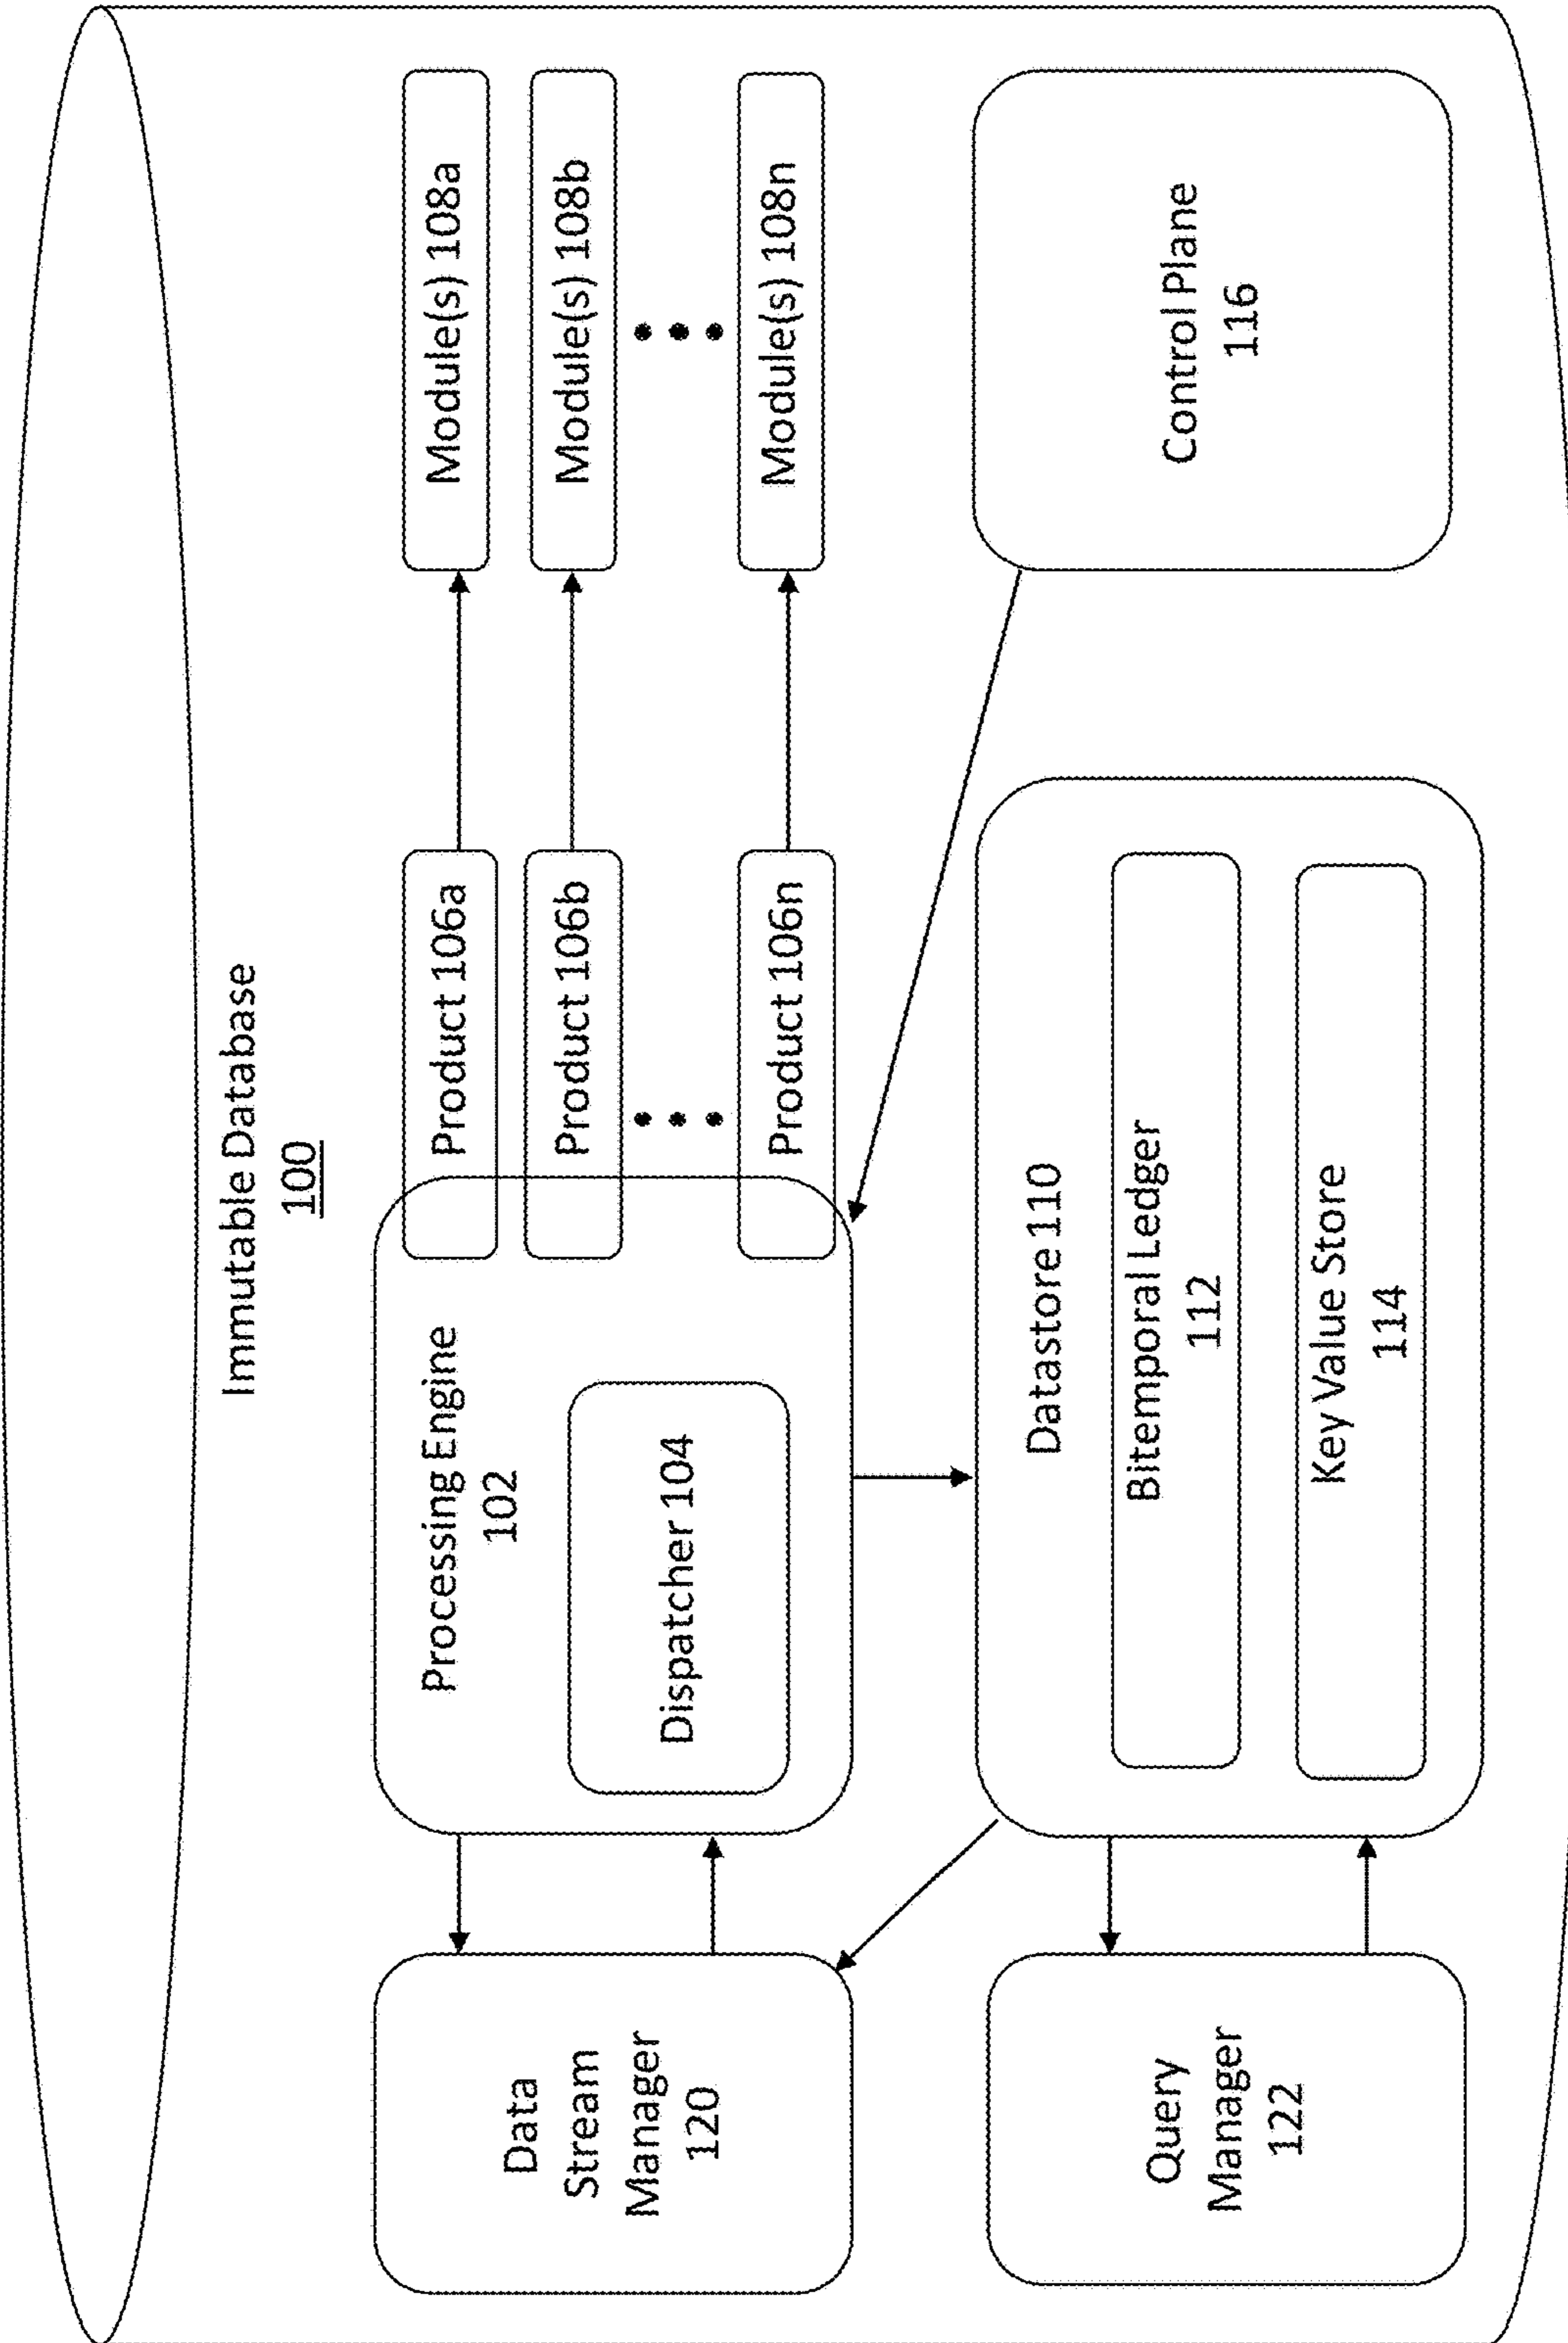 Immutable Database
100
Processing Engine
102
Dispatcher 104
Product 106a
Product 106b
Product 106n
Module(s) 108a
Module(s) 108b
Module(s) 108n
Data
Stream
Manager
120
Datastore 110
Bitemporal Ledger
112
Key Value Store
114
Control Plane
116
Query
Manager
122